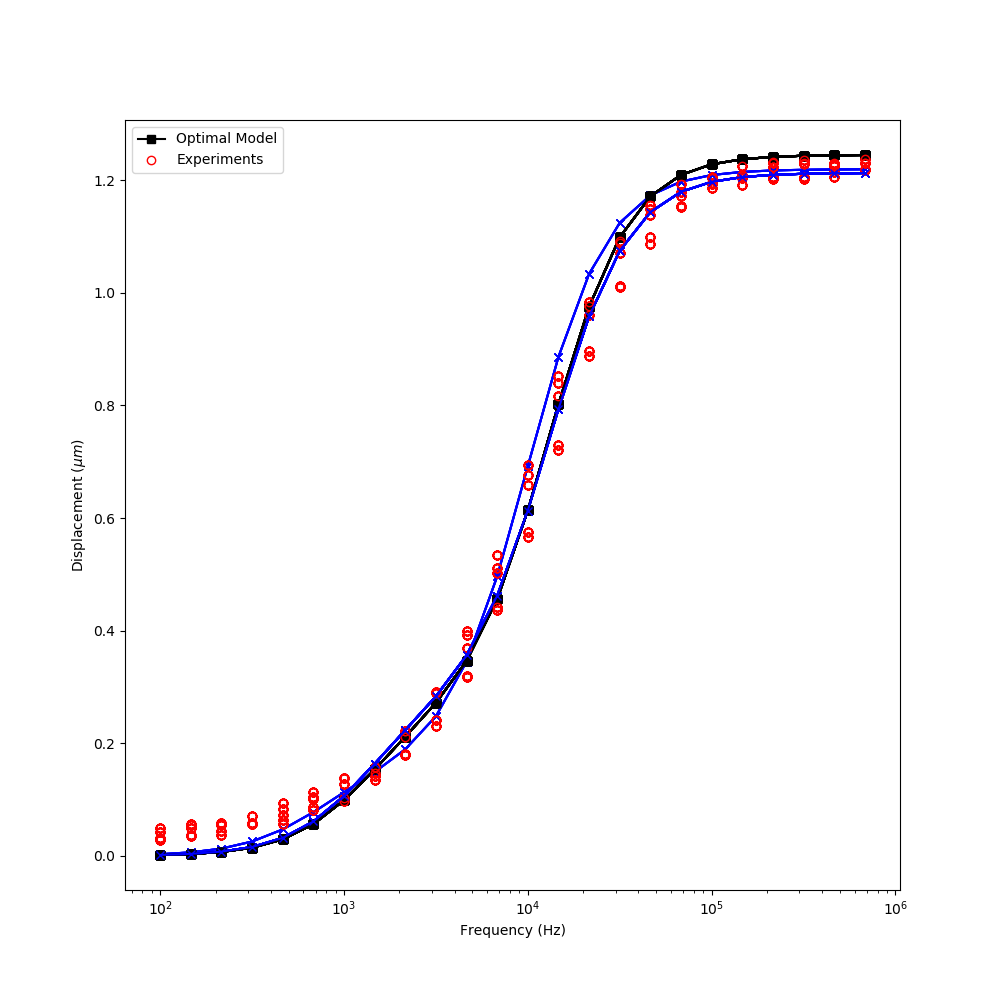 Optimal Model
Experiments
1.2
1.0
0.8
0.6
0.4
0.2
0.0
Displacement (μm)
10² 10³ 10⁴ 10⁵ 10⁶
Frequency (Hz)